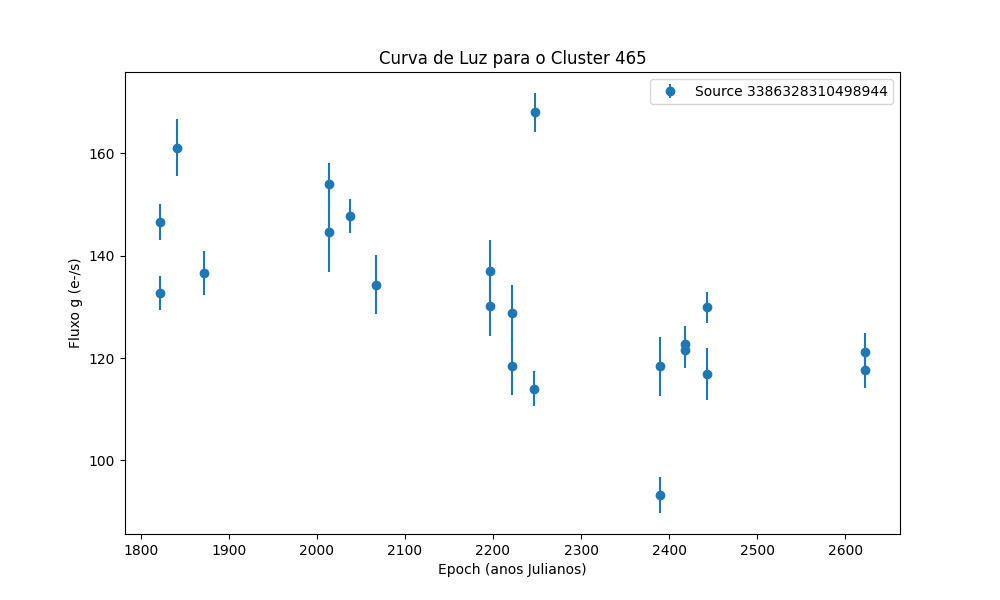 Curva de Luz para o Cluster 465
Source 3386328310498944
Fluxo g (e-/s)
160
140
120
100
1800 1900 2000 2100 2200 2300 2400 2500 2600
Epoch (anos Julianos)